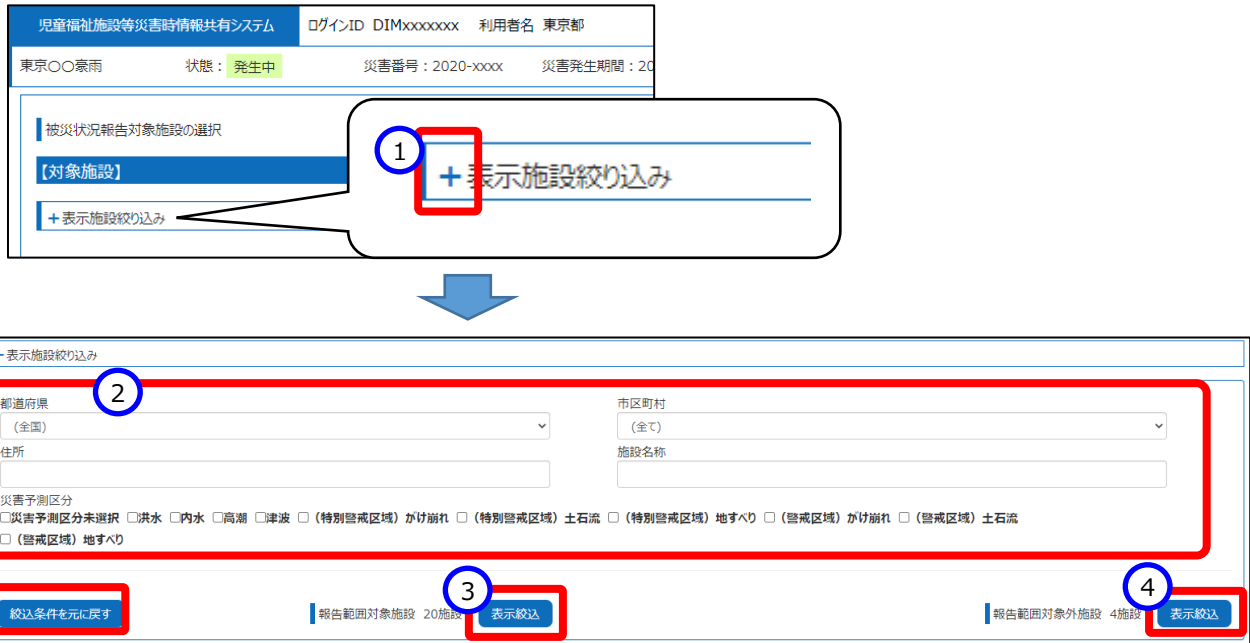 児童福祉施設等災害時情報共有システム ログインID DIMxxxxxxx 利用者名 東京都
東京〇〇豪雨 状態： 発生中 災害番号：2020-xxxx 災害発生期間：20
被災状況報告対象施設の選択
【対象施設】
＋表示施設絞り込み
1
＋表示施設絞り込み
-表示施設絞り込み
2
都道府県 市区町村
(全国) (全て)
住所 施設名称
災害予測区分
□災害予測区分未選択 □洪水 □内水 □高潮 □津波 □（特別警戒区域）がけ崩れ □（特別警戒区域）土石流 □（特別警戒区域）地すべり □（警戒区域）がけ崩れ □（警戒区域）土石流
□（警戒区域）地すべり
3 4
絞込条件を元に戻す 報告範囲対象施設 20施設 表示絞込 報告範囲対象外施設 4施設 表示絞込